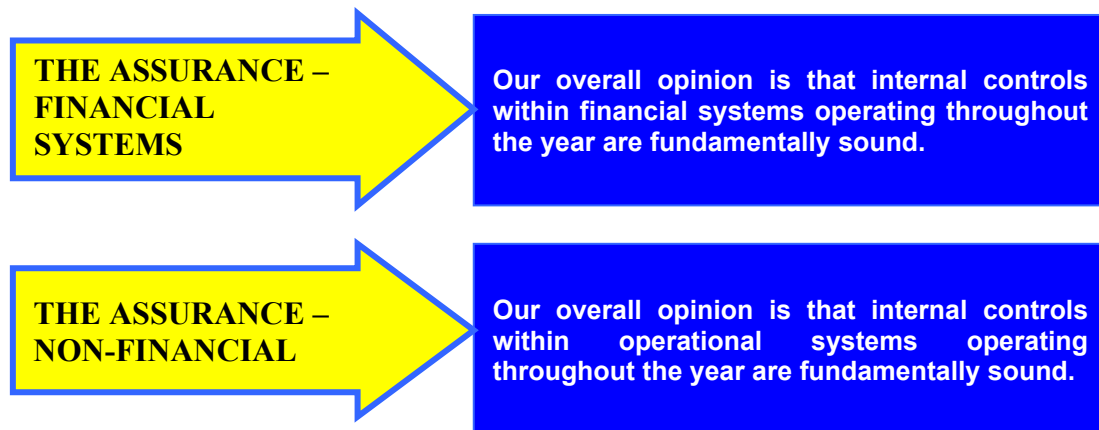 THE ASSURANCE –
FINANCIAL
SYSTEMS
Our overall opinion is that internal controls
within financial systems operating throughout
the year are fundamentally sound.
THE ASSURANCE –
NON-FINANCIAL
Our overall opinion is that internal controls
within operational systems operating
throughout the year are fundamentally sound.